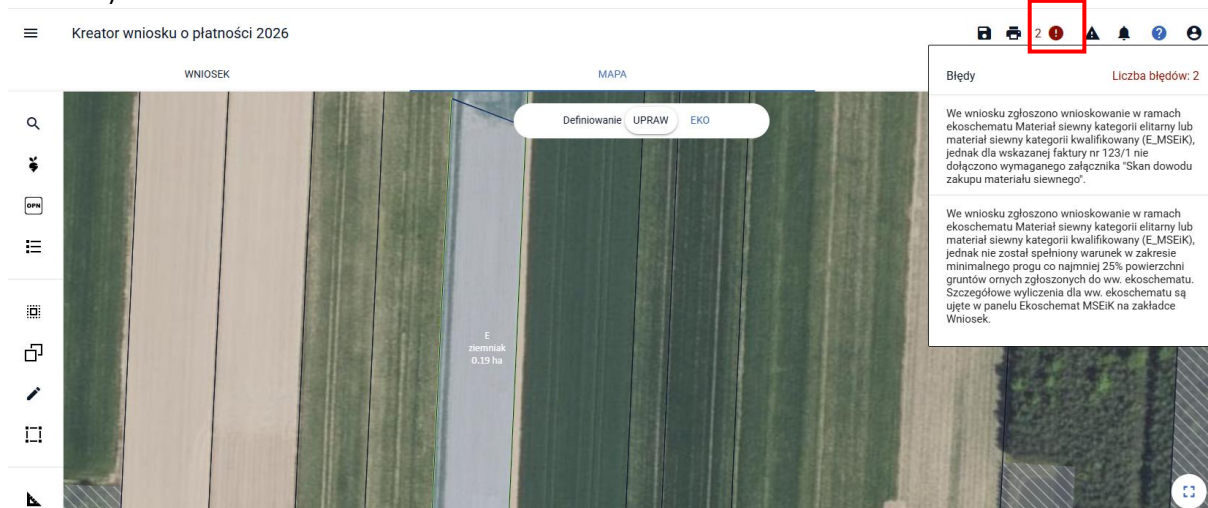 Kreator wniosku o płatności 2026
2
WNIOSEK
MAPA
Definiowanie UPRAW EKO
OPN
E
ziemniak
0.19 ha
Błędy Liczba błędów: 2
We wniosku zgłoszono wnioskowanie w ramach
ekoschematu Materiał siewny kategorii elitarny lub
materiał siewny kategorii kwalifikowany (E_MSEiK),
jednak dla wskazanej faktury nr 123/1 nie
dołączono wymaganego załącznika "Skan dowodu
zakupu materiału siewnego".
We wniosku zgłoszono wnioskowanie w ramach
ekoschematu Materiał siewny kategorii elitarny lub
materiał siewny kategorii kwalifikowany (E_MSEiK),
jednak nie został spełniony warunek w zakresie
minimalnego progu co najmniej 25% powierzchni
gruntów ornych zgłoszonych do ww. ekoschematu.
Szczegółowe wyliczenia dla ww. ekoschematu są
ujęte w panelu Ekoschemat MSEiK na zakładce
Wniosek.